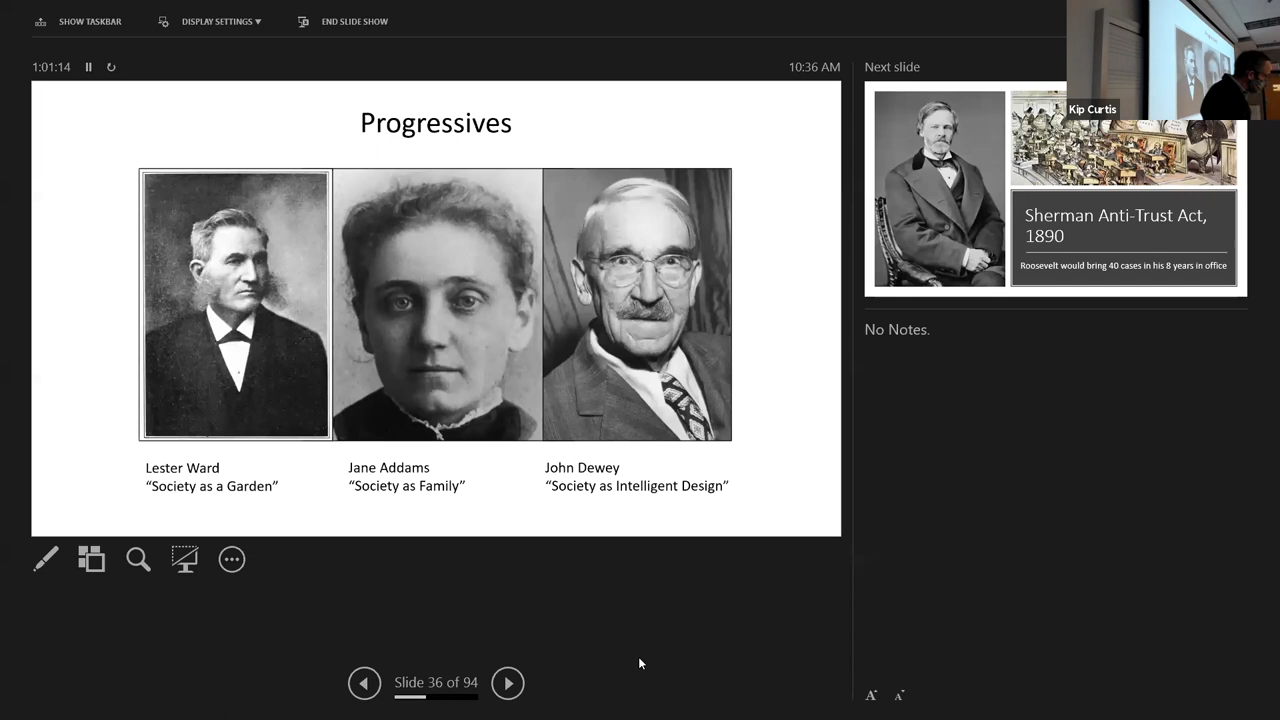 SHOW TASKBAR
DISPLAY SETTINGS ▼
END SLIDE SHOW
1:01:14
10:36 AM
Progressives
Lester Ward
“Society as a Garden”
Jane Addams
“Society as Family”
John Dewey
“Society as Intelligent Design”
Slide 36 of 94
Next slide
Kip Curtis
Sherman Anti-Trust Act,
1890
Roosevelt would bring 40 cases in his 8 years in office
No Notes.
A
A